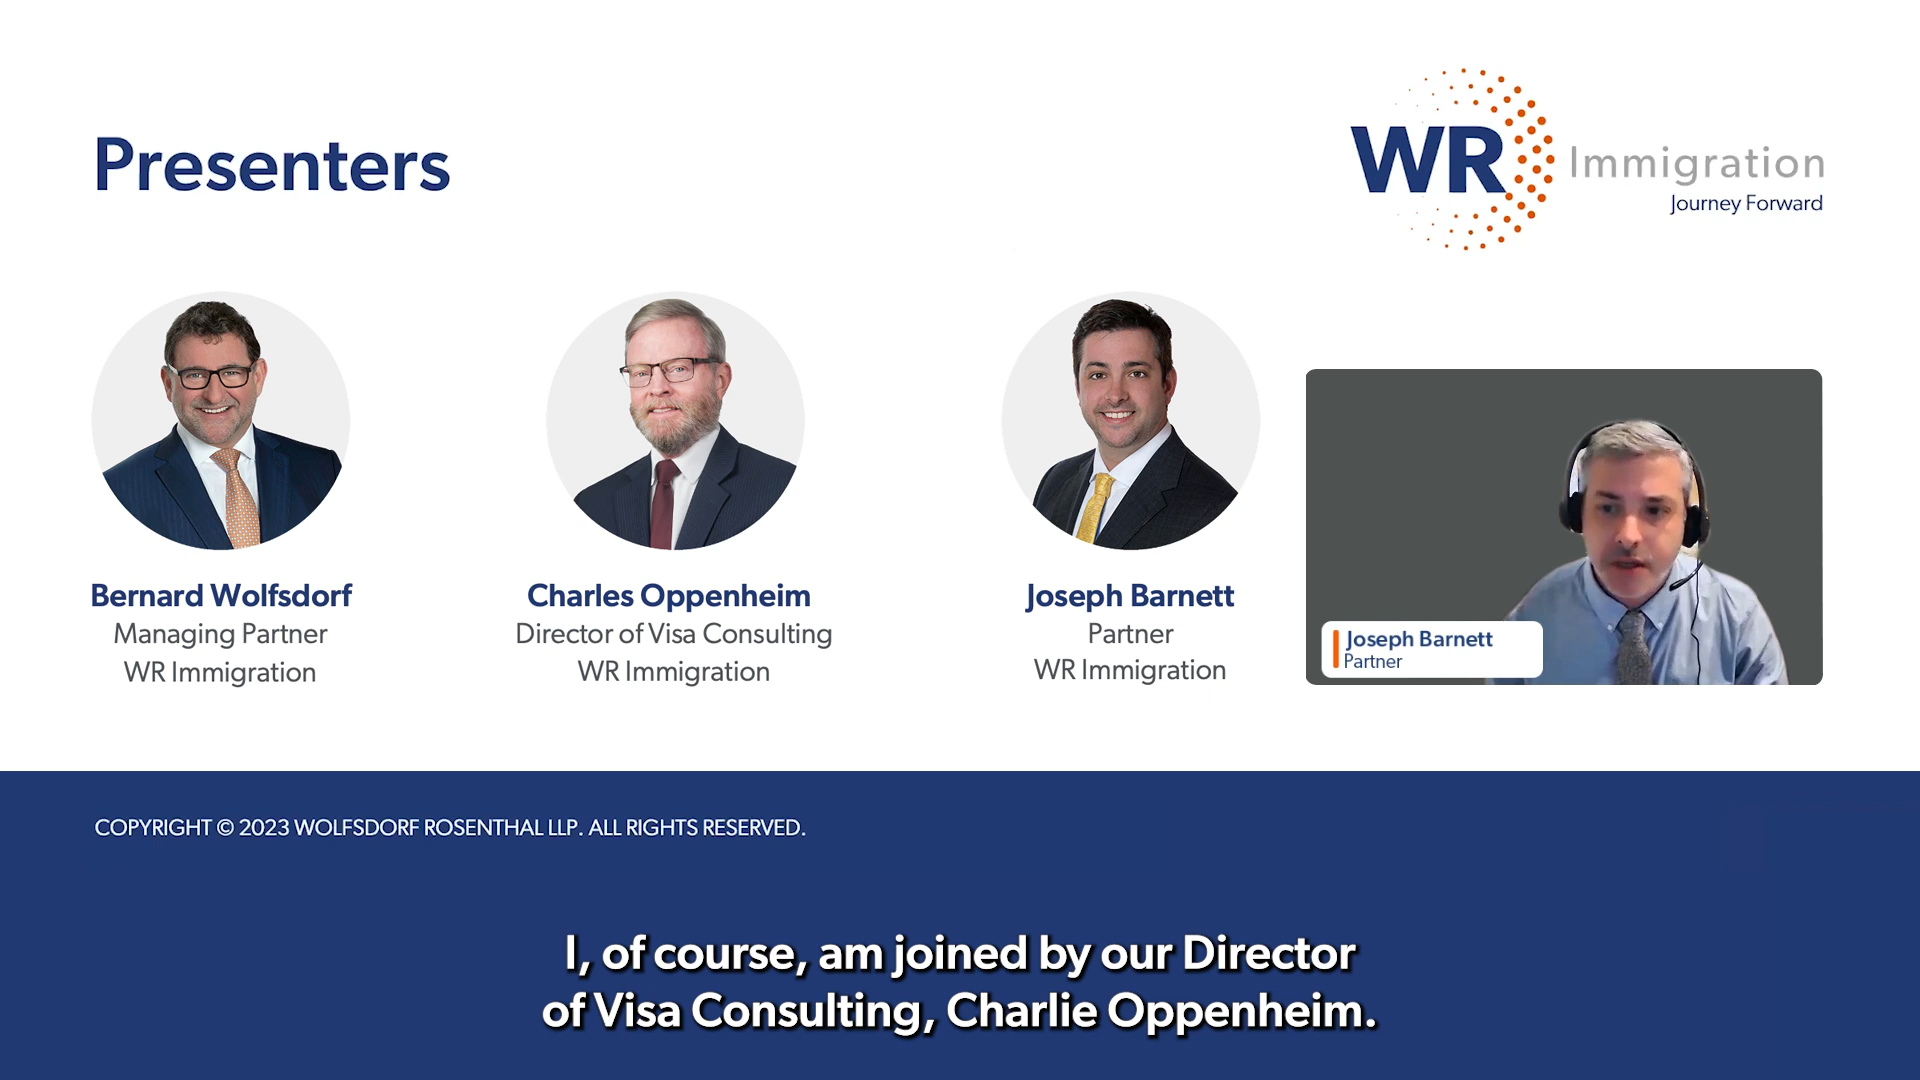 Presenters
WR Immigration
Journey Forward
Bernard Wolfsdorf
Managing Partner
WR Immigration
Charles Oppenheim
Director of Visa Consulting
WR Immigration
Joseph Barnett
Partner
WR Immigration
Joseph Barnett
Partner
COPYRIGHT © 2023 WOLFSDORF ROSENTHAL LLP. ALL RIGHTS RESERVED.
I, of course, am joined by our Director
of Visa Consulting, Charlie Oppenheim.